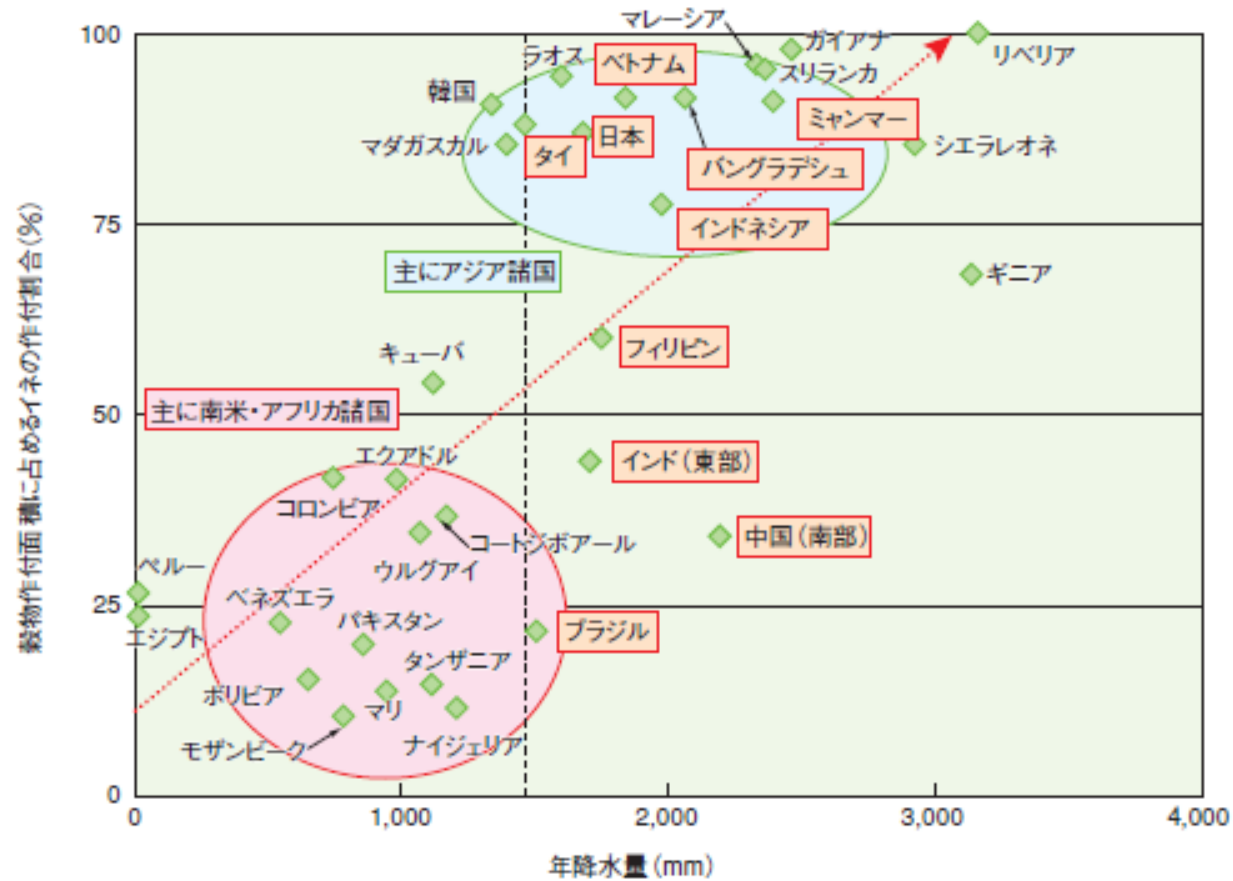 穀物作付面積に占めるイネの作付割合(%)
100
75
50
25
0
マレーシア
ガイアナ
リベリア
ラオス
ベトナム
スリランカ
韓国
ミャンマー
マダガスカル
タイ
日本
シエラレオネ
バングラデシュ
インドネシア
主にアジア諸国
ギニア
キューバ
フィリピン
主に南米・アフリカ諸国
エクアドル
インド(東部)
コロンビア
コートジボアール
中国(南部)
ウルグアイ
ペルー
ベネズエラ
パキスタン
エジプト
ブラジル
タンザニア
ボリビア
マリ
モザンビーク
ナイジェリア
0
1,000
2,000
3,000
4,000
年降水量(mm)